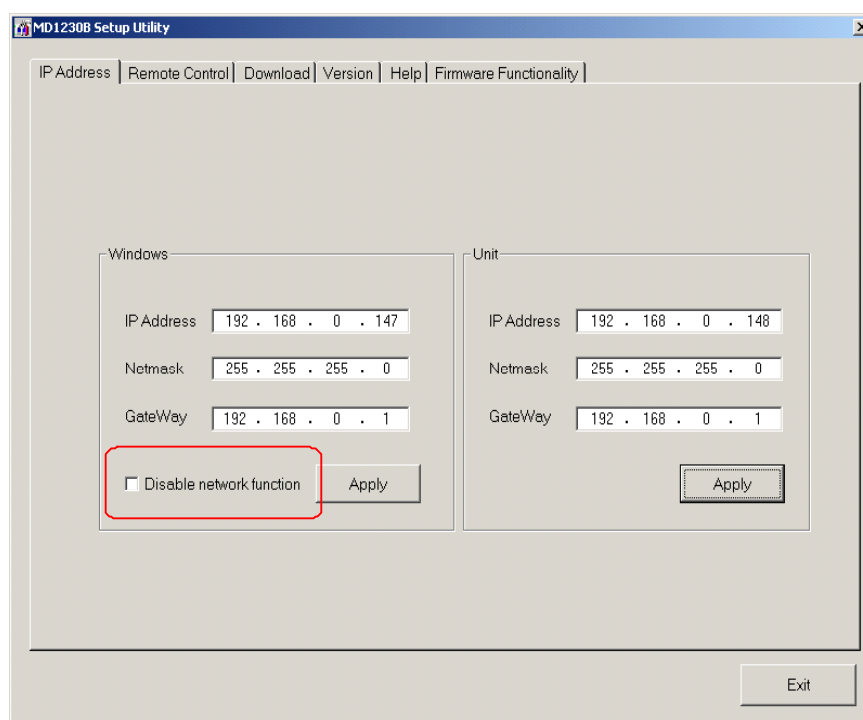 MD1230B Setup Utility
IP Address Remote Control Download Version Help Firmware Functionality
Windows
IP Address 192 . 168 . 0 . 147
Netmask 255 . 255 . 255 . 0
GateWay 192 . 168 . 0 . 1
Disable network function Apply
Unit
IP Address 192 . 168 . 0 . 148
Netmask 255 . 255 . 255 . 0
GateWay 192 . 168 . 0 . 1
Apply
Exit